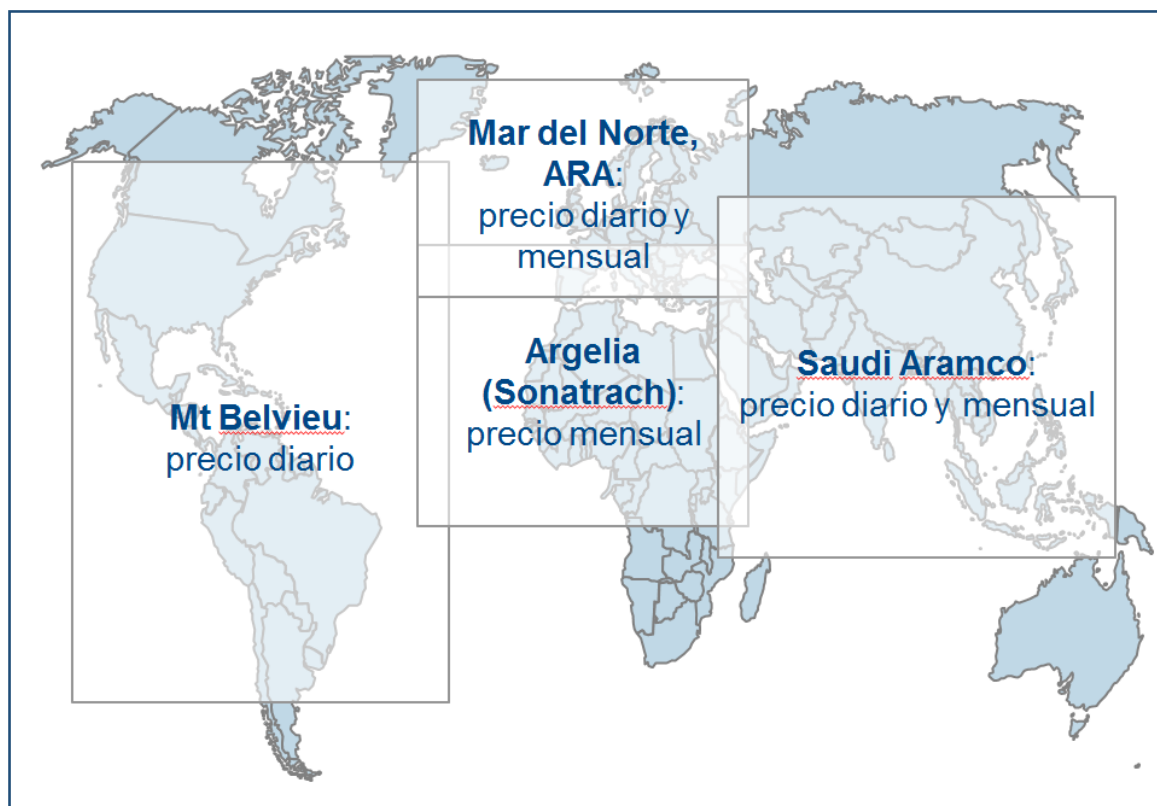 Mar del Norte,
ARA:
precio diario y
mensual
Argelia
(Sonatrach):
precio mensual
Saudi Aramco:
precio diario y mensual
Mt Belvieu:
precio diario